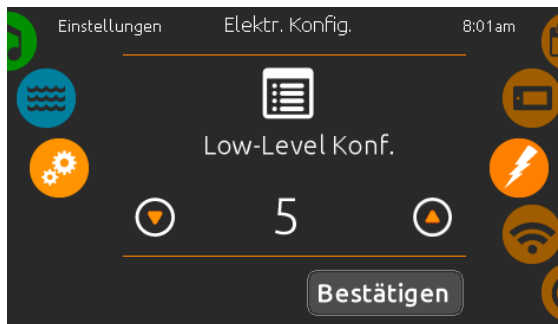 Einstellungen
Elektr. Konfig.
8:01am
Low-Level Konf.
5
Bestätigen